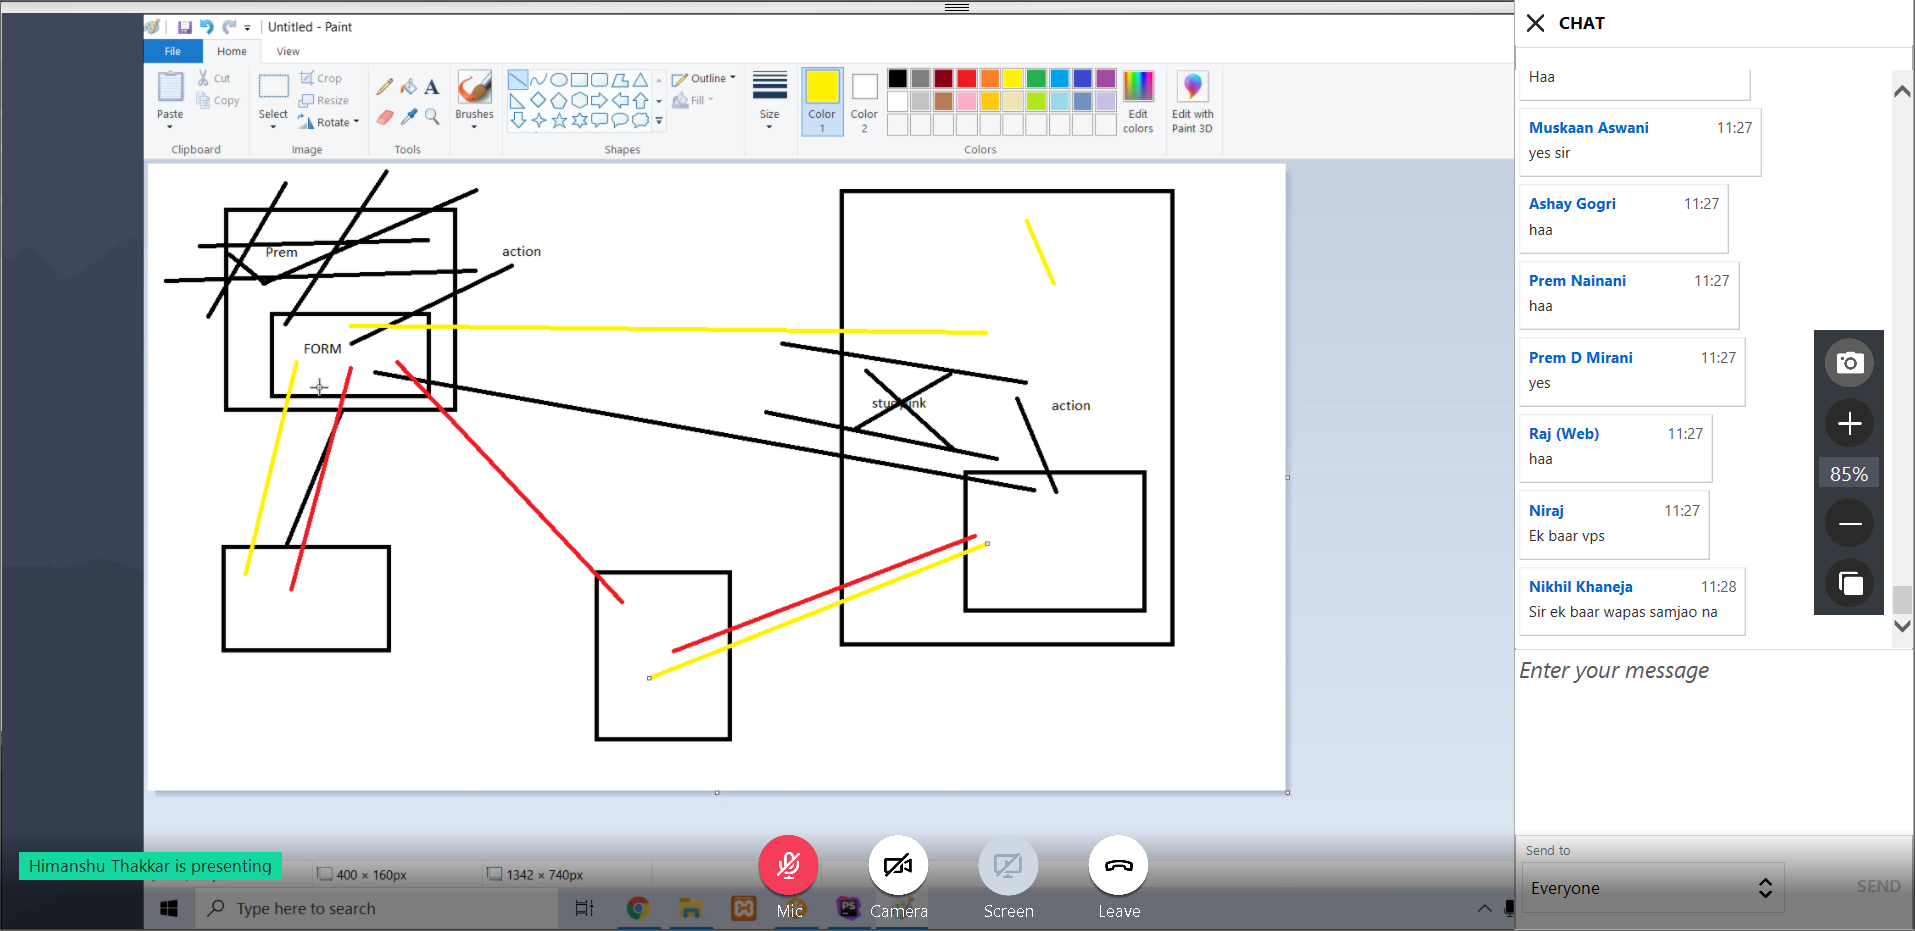 Untitled - Paint
File
Home
View
Paste
Cut
Copy
Clipboard
Select
Crop
Resize
Rotate
Image
A
Tools
Brushes
Outline
Fill
Shapes
Size
Color
1
Color
2
Edit
colors
Colors
Edit with
Paint 3D
Prem
action
FORM
action
Himanshu Thakkar is presenting
400 × 160px
1342 × 740px
Type here to search
PS
Mic
Camera
Screen
Leave
CHAT
Haa
Muskaan Aswani 11:27
yes sir
Ashay Gogri 11:27
haa
Prem Nainani 11:27
haa
Prem D Mirani 11:27
yes
Raj (Web) 11:27
haa
Niraj 11:27
Ek baar vps
Nikhil Khaneja 11:28
Sir ek baar wapas samjao na
85%
Enter your message
Send to
Everyone
SEND